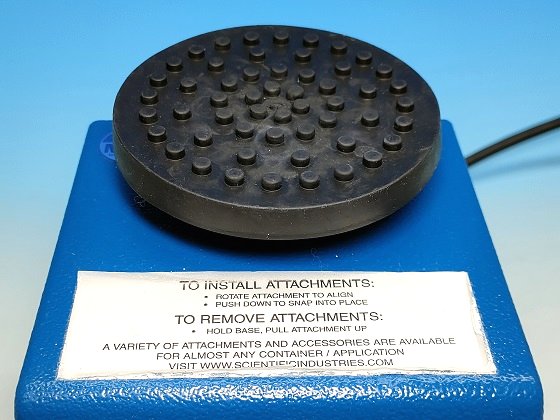 TO INSTALL ATTACHMENTS:
• ROTATE ATTACHMENT TO ALIGN
• PUSH DOWN TO SNAP INTO PLACE
TO REMOVE ATTACHMENTS:
• HOLD BASE, PULL ATTACHMENT UP
A VARIETY OF ATTACHMENTS AND ACCESSORIES ARE AVAILABLE
FOR ALMOST ANY CONTAINER / APPLICATION
VISIT WWW.SCIENTIFICINDUSTRIES.COM